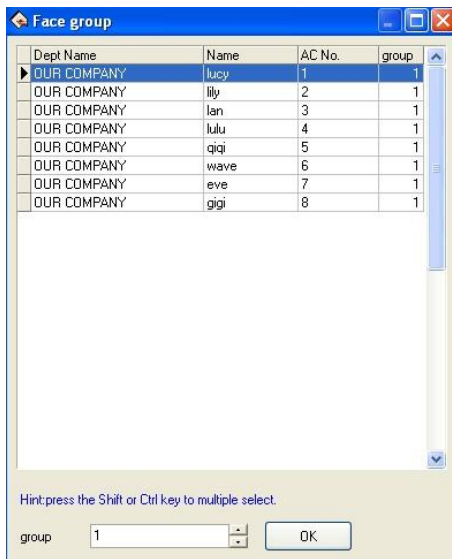 Face group
Dept Name Name AC No. group
OUR COMPANY lucy 1 1
OUR COMPANY lily 2 1
OUR COMPANY lan 3 1
OUR COMPANY lulu 4 1
OUR COMPANY qiqi 5 1
OUR COMPANY wave 6 1
OUR COMPANY eve 7 1
OUR COMPANY gigi 8 1
Hint:press the Shift or Ctrl key to multiple select.
group 1 OK